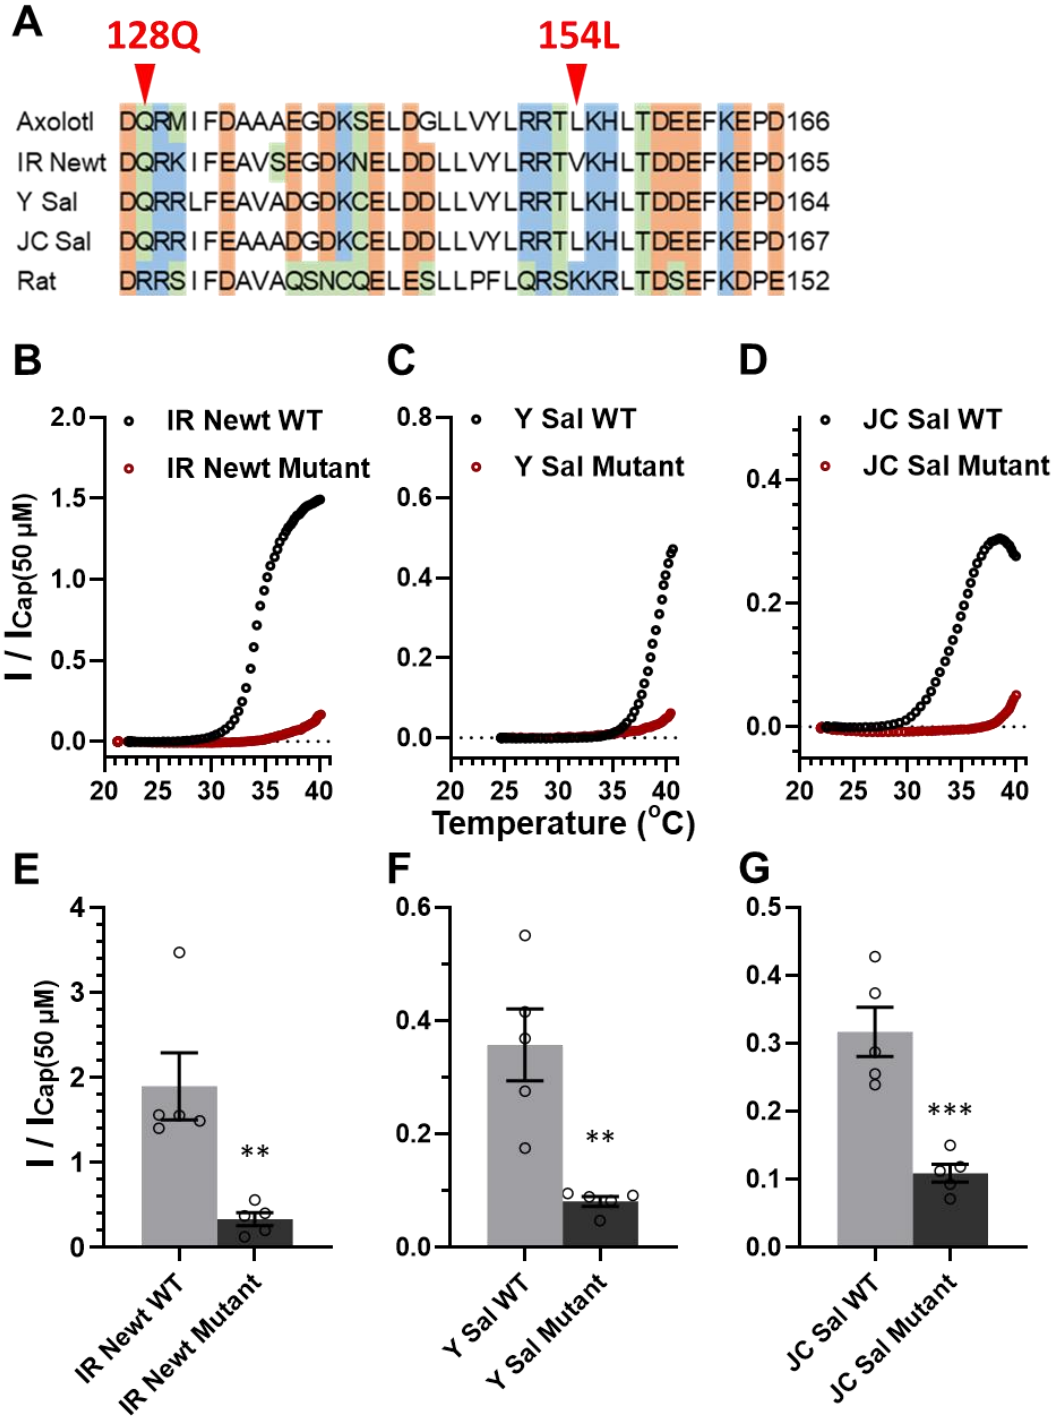 A
128Q 154L
Axolotl DQRMIFDAAAEGDKSELDGLLVYLRRTLKHLTDEEFKEPD166
IR Newt DQRKIFEAVSEGDKNELDDLLVYLRRTVKHLTDDEFKEPD165
Y Sal DQRRLFEAVADGDKCELDDLLVYLRRTLKHLTDDEFKEPD164
JC Sal DQRRIFEAAADGDKCELDDLLVYLRRTLKHLTDEEFKEPD167
Rat DRRSIFDAVAQSNCQELESLLPFLQRSKKRLTDSEFKDPE152
B C D
2.0 IR Newt WT 0.8 Y Sal WT JC Sal WT
IR Newt Mutant Y Sal Mutant JC Sal Mutant
1.5 0.6 0.4
1.0 0.4 0.2
0.5 0.2
0.0 0.0 0.0
I / ICap(50 µM)
20 25 30 35 40 20 25 30 35 40 20 25 30 35 40
Temperature (°C)
E F G
4 0.6 0.5
3 0.4 0.4
2 0.2 0.3
1 0.0 0.2
0 0.1
0.0
I / ICap(50 µM)
** ** ***
IR Newt WT
IR Newt Mutant
Y Sal WT
Y Sal Mutant
JC Sal WT
JC Sal Mutant